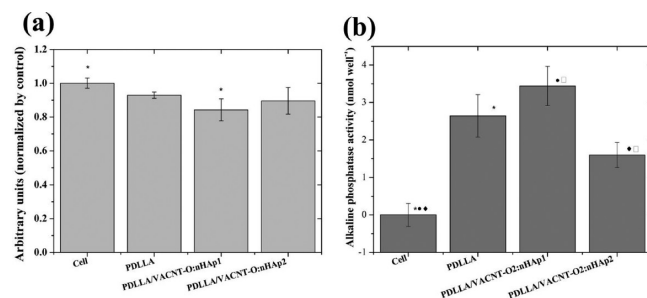 (a)
Arbitrary units (normalized by control)
1.2
1.0
0.8
0.6
0.4
0.2
0.0
*
*
Cell
PDLLA
PDLLA/VACNT-O:nHAp1
PDLLA/VACNT-O:nHAp2
(b)
Alkaline phosphatase activity (nmol well⁻¹)
4
3
2
1
0
-1
*●♦
*
●□
♦□
Cell
PDLLA
PDLLA/VACNT-O2:nHAp1
PDLLA/VACNT-O2:nHAp2